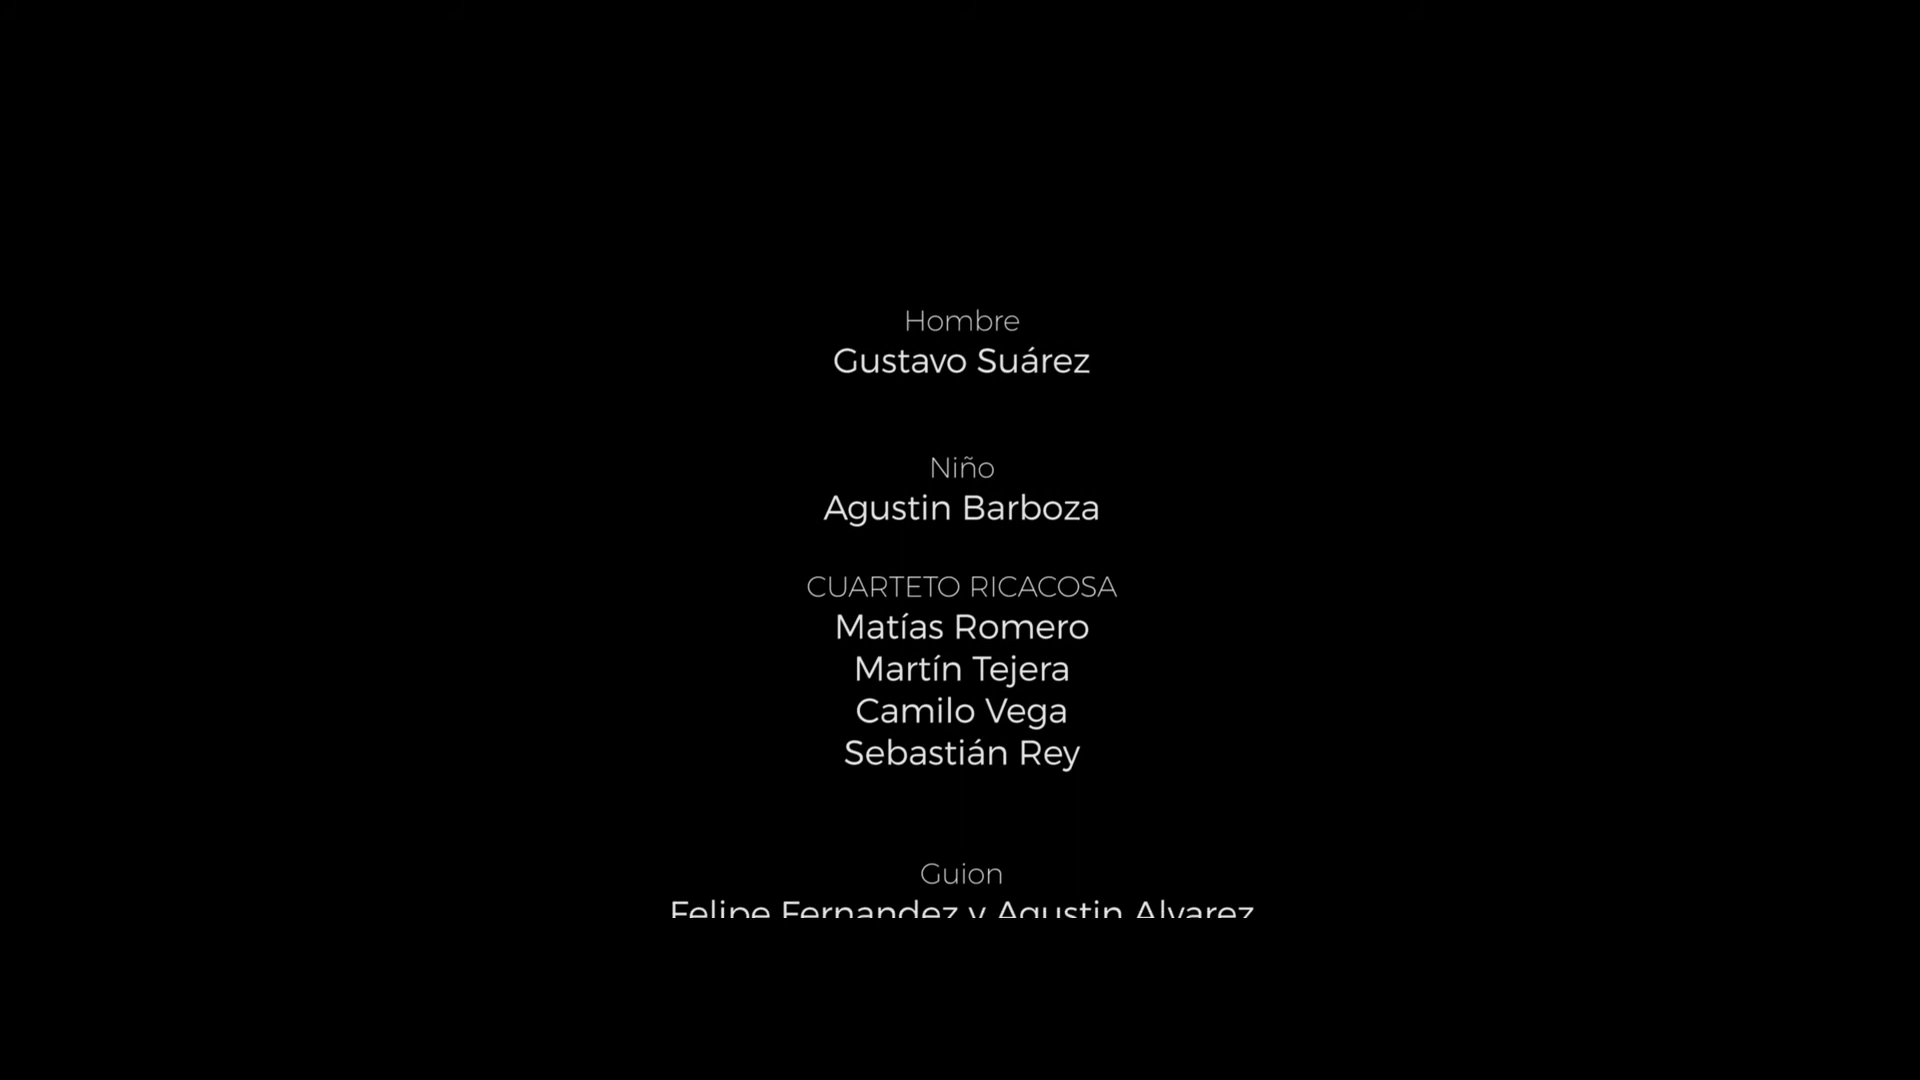 Hombre
Gustavo Suárez
Niño
Agustin Barboza
CUARTETO RICACOSA
Matías Romero
Martín Tejera
Camilo Vega
Sebastián Rey
Guion
Felipe Fernandez y Agustin Alvarez